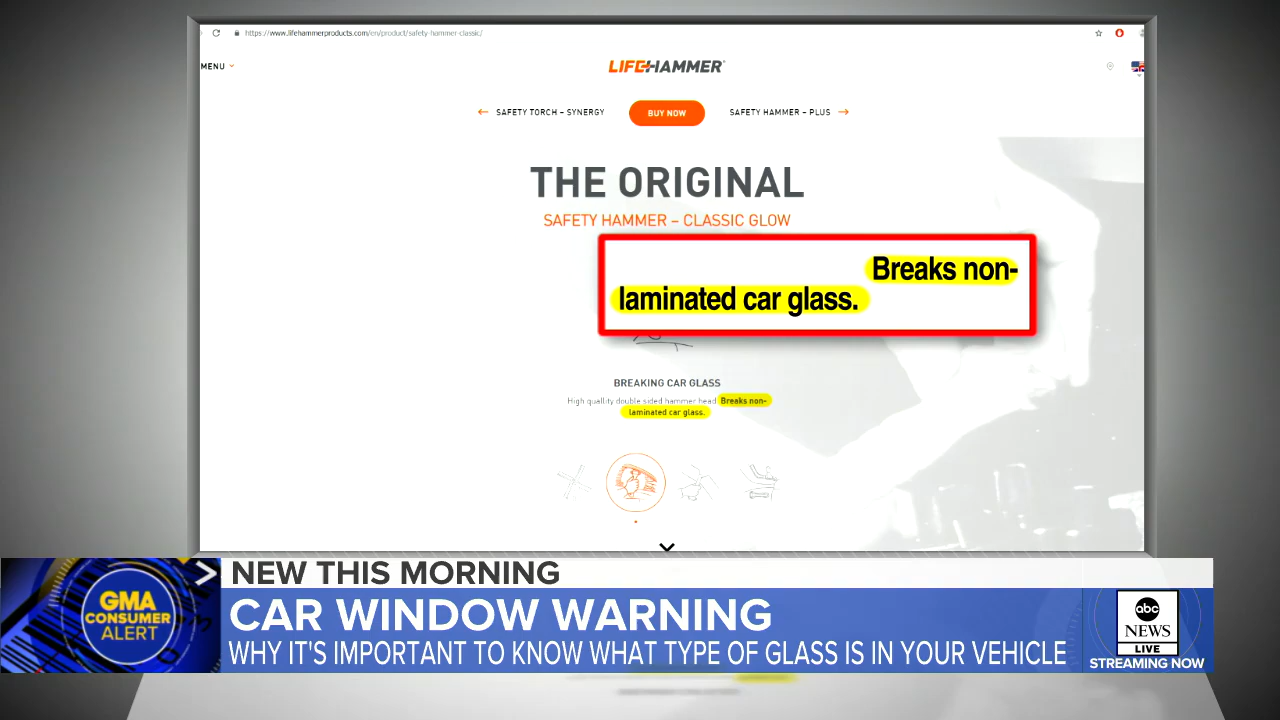 https://www.lifehammerproducts.com/en/product/safety-hammer-classic/
MENU
LIFEHAMMER
SAFETY TORCH – SYNERGY
BUY NOW
SAFETY HAMMER – PLUS
THE ORIGINAL
SAFETY HAMMER – CLASSIC GLOW
Breaks non-
laminated car glass.
BREAKING CAR GLASS
High quallity double sided hammer head Breaks non-
laminated car glass.
NEW THIS MORNING
GMA
CONSUMER
ALERT
CAR WINDOW WARNING
WHY IT'S IMPORTANT TO KNOW WHAT TYPE OF GLASS IS IN YOUR VEHICLE
abc
NEWS
LIVE
STREAMING NOW